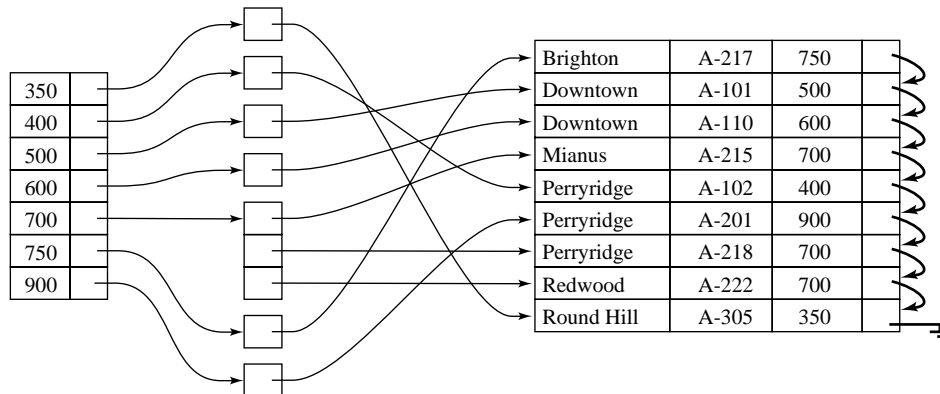 350
400
500
600
700
750
900
Brighton A-217 750
Downtown A-101 500
Downtown A-110 600
Mianus A-215 700
Perryridge A-102 400
Perryridge A-201 900
Perryridge A-218 700
Redwood A-222 700
Round Hill A-305 350